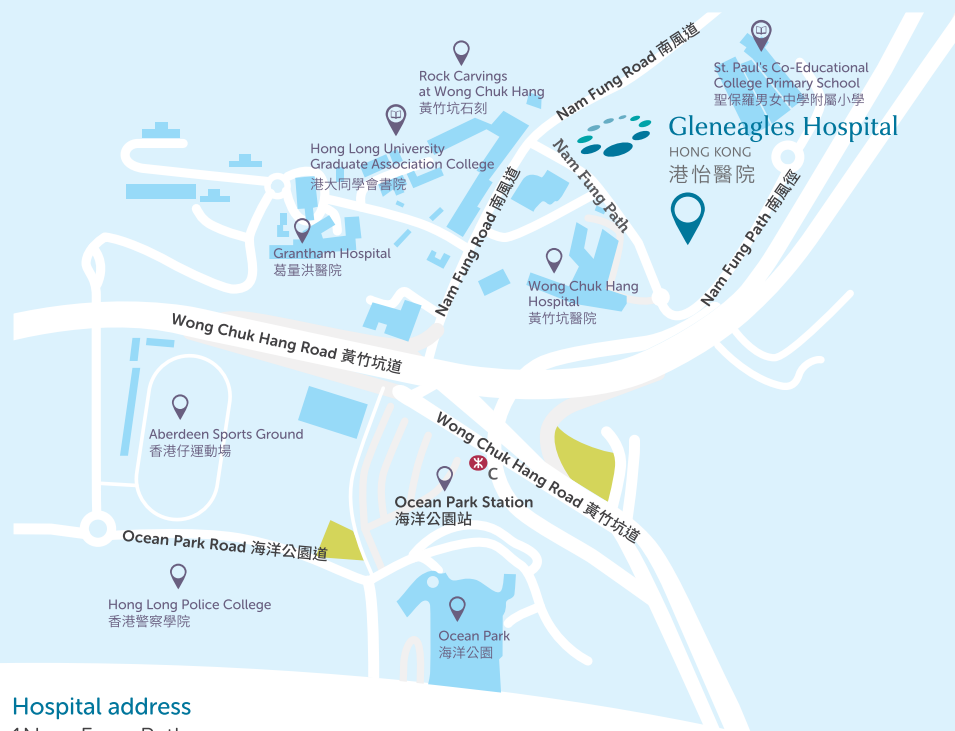 Nam Fung Road 南風道
St. Paul's Co-Educational
College Primary School
聖保羅男女中學附屬小學
Rock Carvings
at Wong Chuk Hang
黃竹坑石刻
Gleneagles Hospital
HONG KONG
港怡醫院
Hong Long University
Graduate Association College
港大同學會書院
Nam Fung Path
Nam Fung Road 南風道
Nam Fung Path 南風徑
Grantham Hospital
葛量洪醫院
Wong Chuk Hang
Hospital
黃竹坑醫院
Wong Chuk Hang Road 黃竹坑道
Aberdeen Sports Ground
香港仔運動場
Wong Chuk Hang Road 黃竹坑道
C
Ocean Park Station
海洋公園站
Ocean Park Road 海洋公園道
Hong Long Police College
香港警察學院
Ocean Park
海洋公園
Hospital address